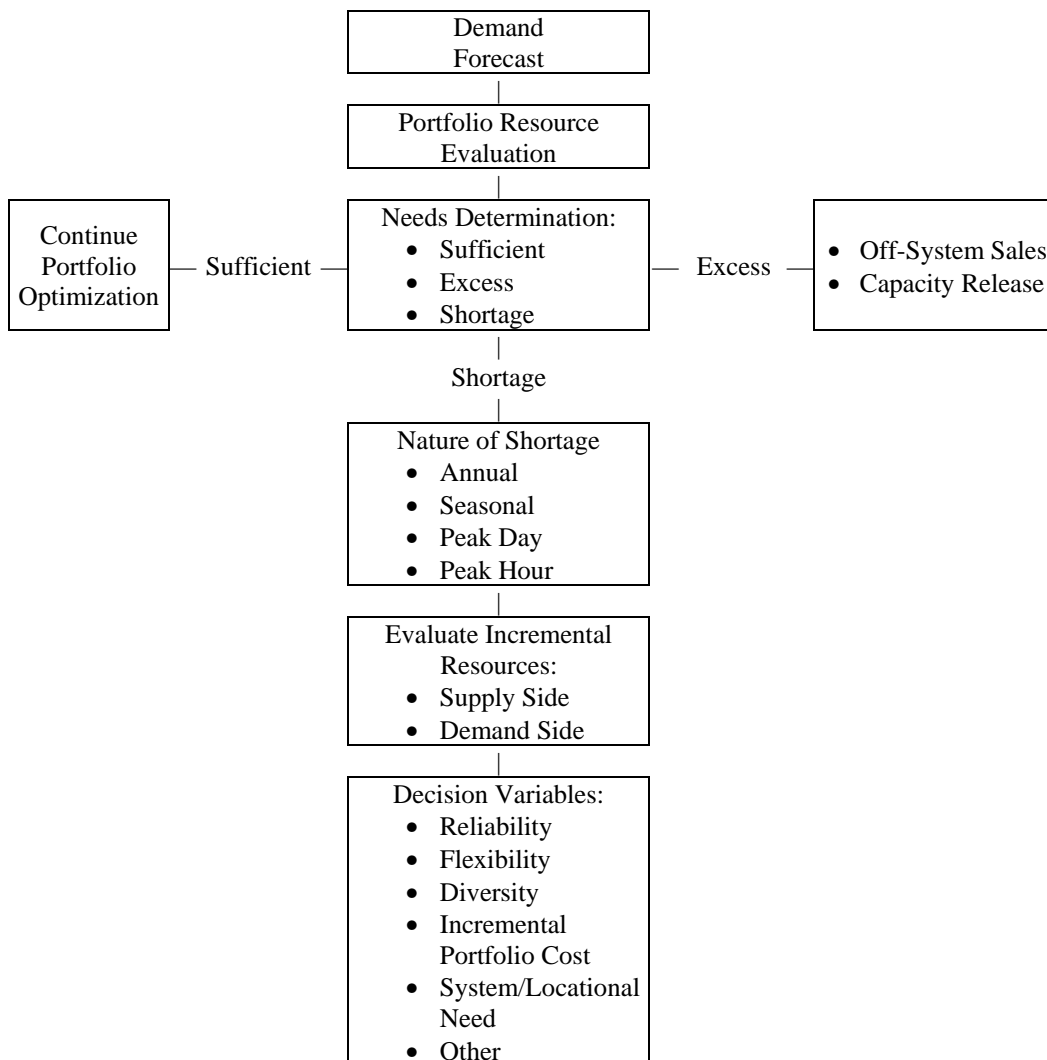 Demand
Forecast
Portfolio Resource
Evaluation
Needs Determination:
• Sufficient
• Excess
• Shortage
Continue
Portfolio
Optimization
Sufficient
Excess
• Off-System Sales
• Capacity Release
Shortage
Nature of Shortage
• Annual
• Seasonal
• Peak Day
• Peak Hour
Evaluate Incremental
Resources:
• Supply Side
• Demand Side
Decision Variables:
• Reliability
• Flexibility
• Diversity
• Incremental
Portfolio Cost
• System/Locational
Need
• Other